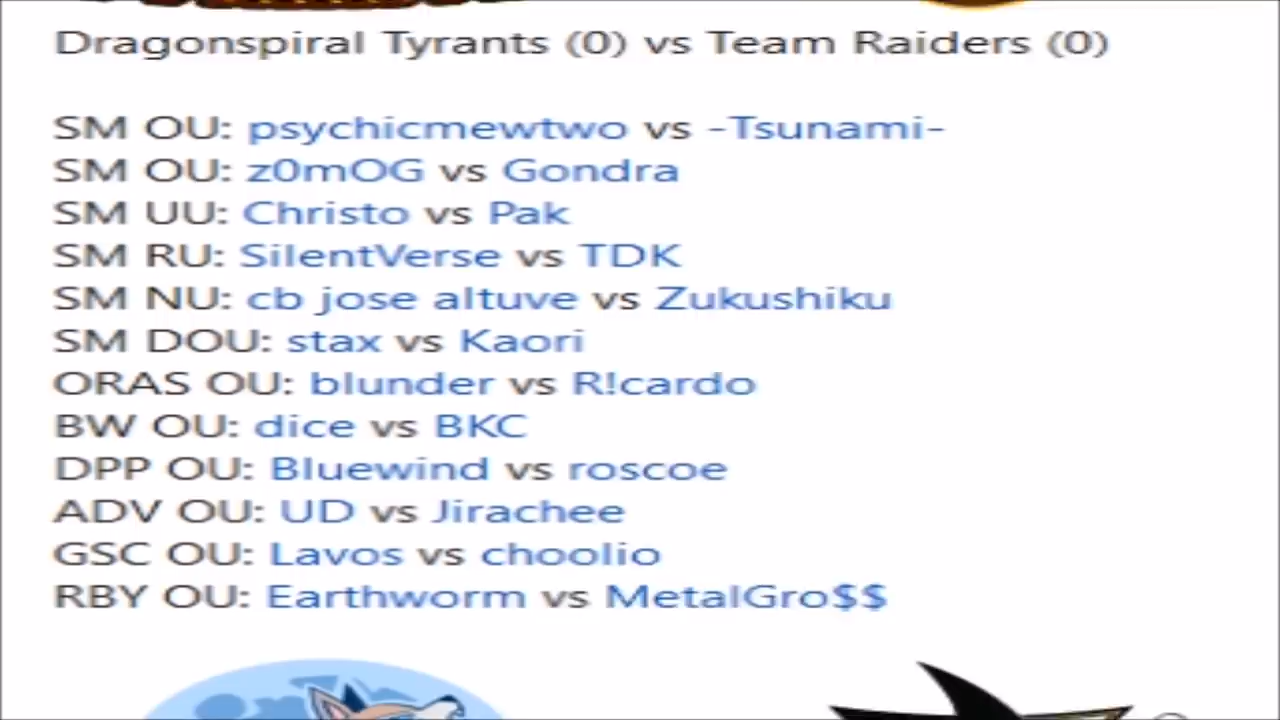 Dragonspiral Tyrants (0) vs Team Raiders (0)
SM OU: psychicmewtwo vs -Tsunami-
SM OU: z0mOG vs Gondra
SM UU: Christo vs Pak
SM RU: SilentVerse vs TDK
SM NU: cb jose altuve vs Zukushiku
SM DOU: stax vs Kaori
ORAS OU: blunder vs R!cardo
BW OU: dice vs BKC
DPP OU: Bluewind vs roscoe
ADV OU: UD vs Jirachee
GSC OU: Lavos vs choolio
RBY OU: Earthworm vs MetalGro$$